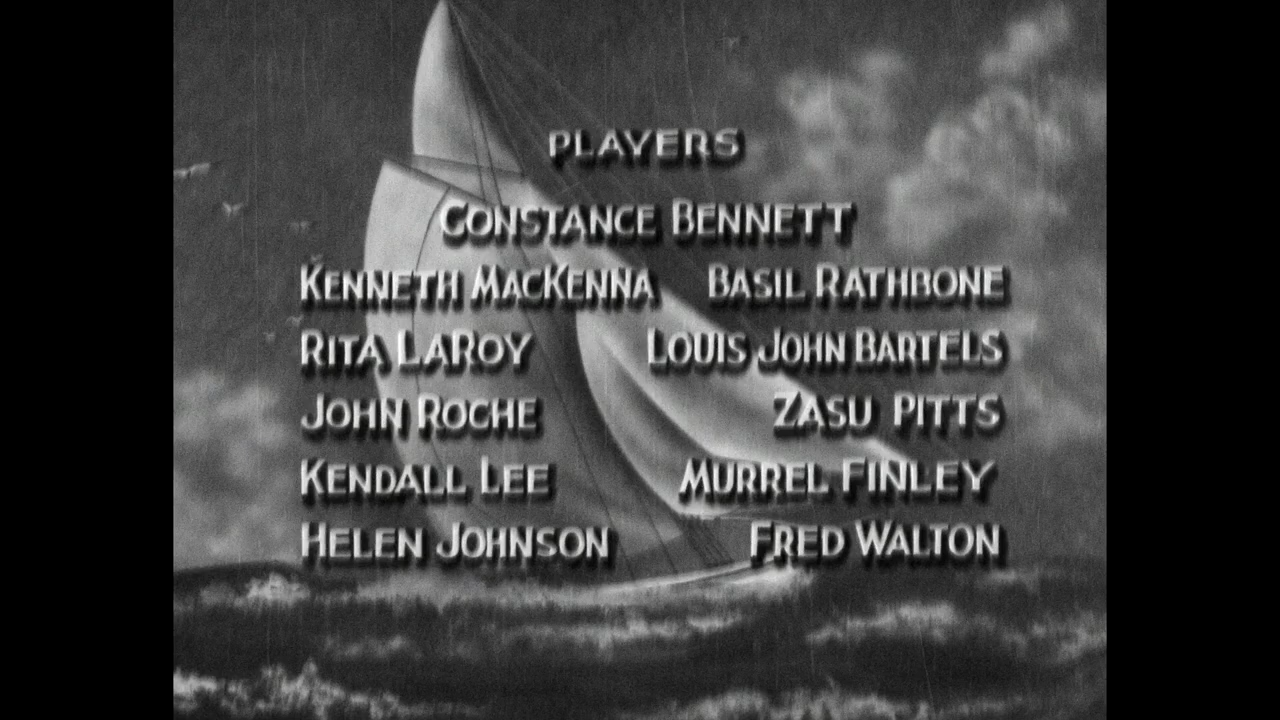 PLAYERS
CONSTANCE BENNETT
KENNETH MACKENNA BASIL RATHBONE
RITA LAROY LOUIS JOHN BARTELS
JOHN ROCHE ZASU PITTS
KENDALL LEE MURREL FINLEY
HELEN JOHNSON FRED WALTON